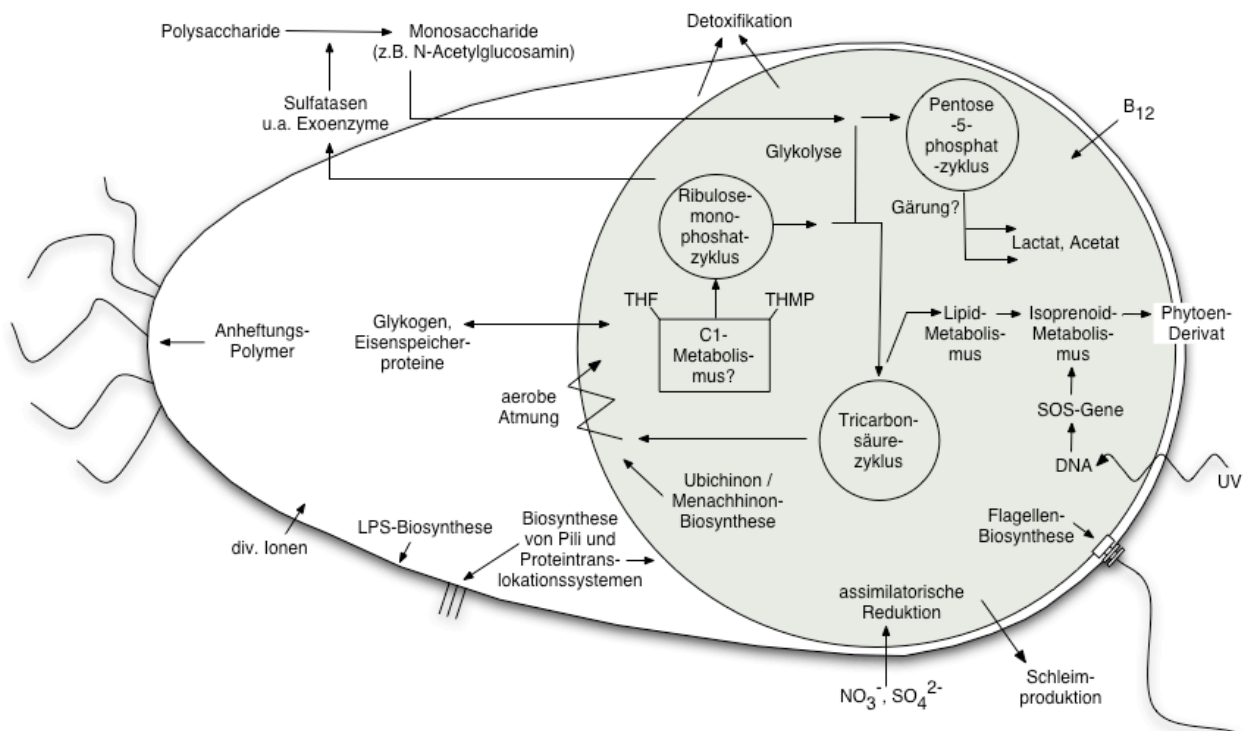 Detoxifikation
Polysaccharide
Monosaccharide
(z.B. N-Acetylglucosamin)
Sulfatasen
u.a. Exoenzyme
Pentose
-5-
phosphat
-zyklus
B12
Glykolyse
Ribulose-
mono-
phoshat-
zyklus
Gärung?
Lactat, Acetat
THF
THMP
C1-
Metabolis-
mus?
Anheftungs-
Polymer
Glykogen,
Eisenspeicher-
proteine
Lipid-
Metabolis-
mus
Isoprenoid-
Metabolis-
mus
Phytoen-
Derivat
aerobe
Atmung
Tricarbon-
säure-
zyklus
SOS-Gene
DNA
UV
Ubichinon /
Menachhinon-
Biosynthese
Flagellen-
Biosynthese
div. Ionen
LPS-Biosynthese
Biosynthese
von Pili und
Proteintrans-
lokationssystemen
assimilatorische
Reduktion
NO3-, SO42-
Schleim-
produktion